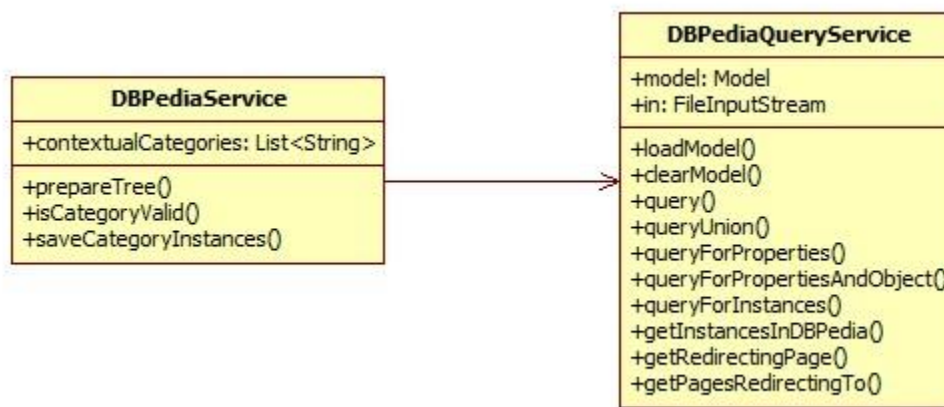 DBPediaService
+contextualCategories: List<String>
+prepareTree()
+isCategoryValid()
+saveCategoryInstances()
DBPediaQueryService
+model: Model
+in: FileInputStream
+loadModel()
+clearModel()
+query()
+queryUnion()
+queryForProperties()
+queryForPropertiesAndObject()
+queryForInstances()
+getInstancesInDBPedia()
+getRedirectingPage()
+getPagesRedirectingTo()